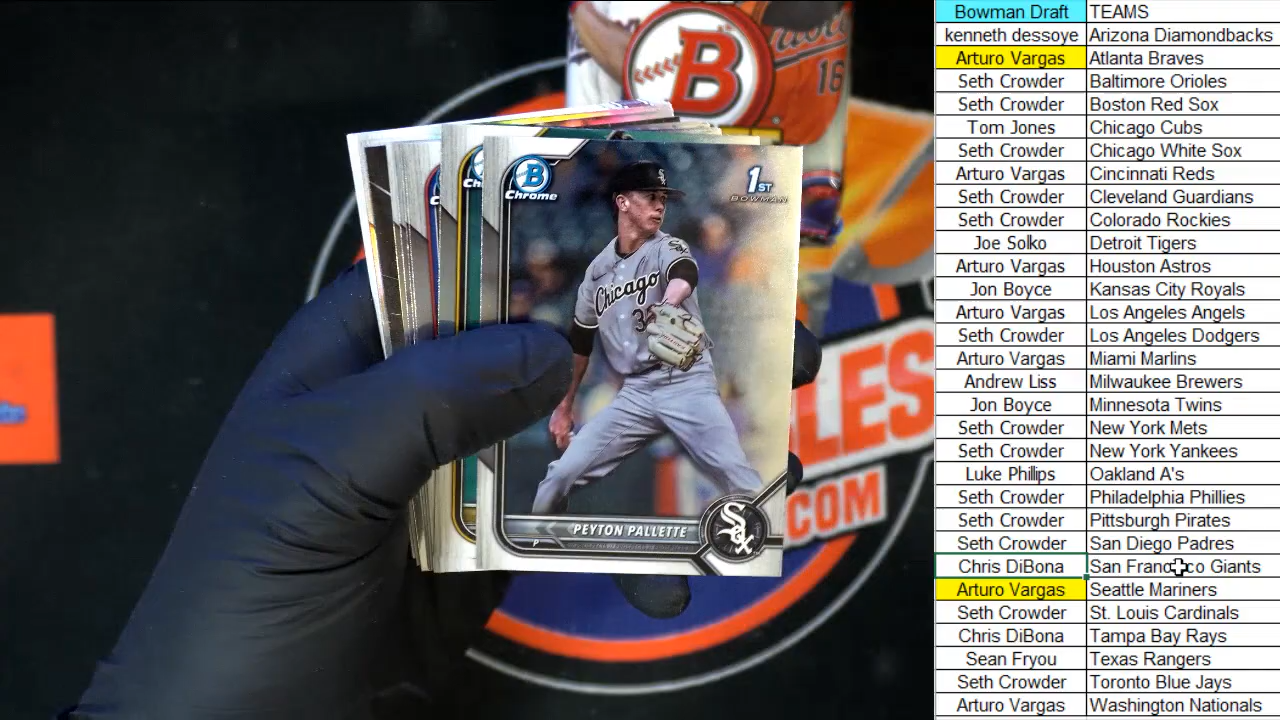 16
B
B
Chrome
1ST
BOWMAN
Chicago
PEYTON PALLETTE
P
Sox
LES
.COM
Bowman Draft TEAMS
kenneth dessoye Arizona Diamondbacks
Arturo Vargas Atlanta Braves
Seth Crowder Baltimore Orioles
Seth Crowder Boston Red Sox
Tom Jones Chicago Cubs
Seth Crowder Chicago White Sox
Arturo Vargas Cincinnati Reds
Seth Crowder Cleveland Guardians
Seth Crowder Colorado Rockies
Joe Solko Detroit Tigers
Arturo Vargas Houston Astros
Jon Boyce Kansas City Royals
Arturo Vargas Los Angeles Angels
Seth Crowder Los Angeles Dodgers
Arturo Vargas Miami Marlins
Andrew Liss Milwaukee Brewers
Jon Boyce Minnesota Twins
Seth Crowder New York Mets
Seth Crowder New York Yankees
Luke Phillips Oakland A's
Seth Crowder Philadelphia Phillies
Seth Crowder Pittsburgh Pirates
Seth Crowder San Diego Padres
Chris DiBona San Francisco Giants
Arturo Vargas Seattle Mariners
Seth Crowder St. Louis Cardinals
Chris DiBona Tampa Bay Rays
Sean Fryou Texas Rangers
Seth Crowder Toronto Blue Jays
Arturo Vargas Washington Nationals